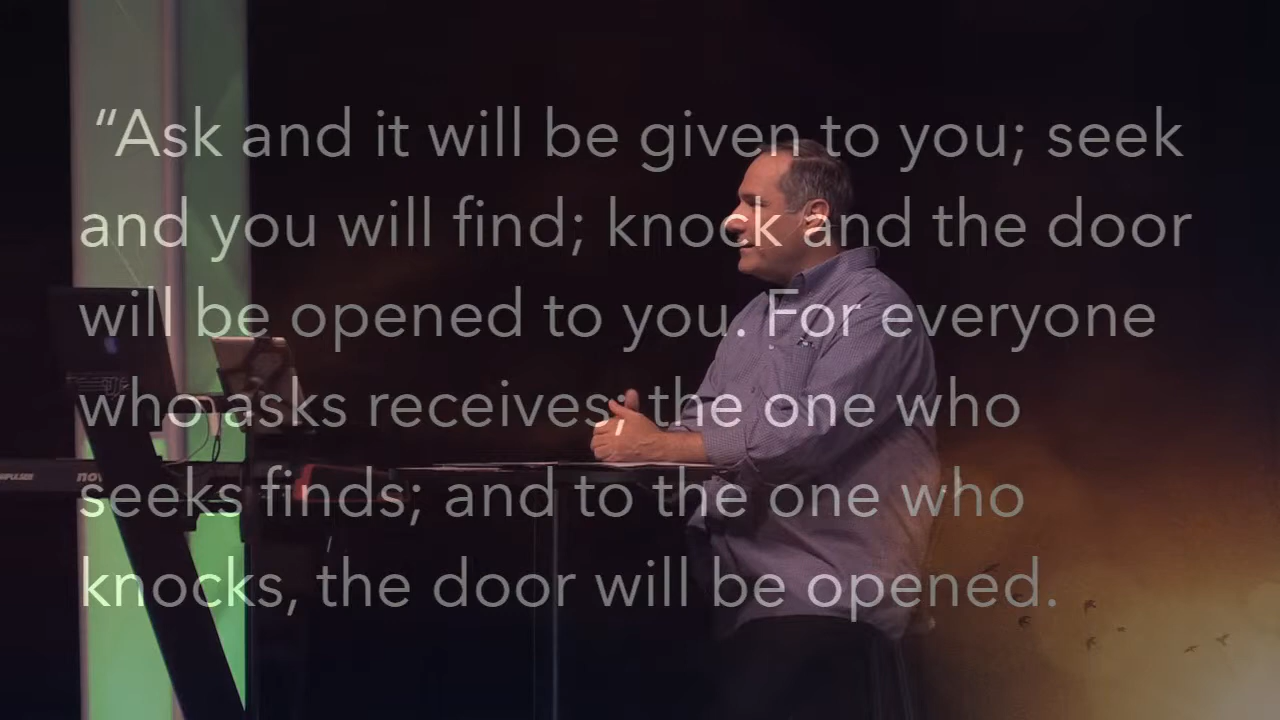 “Ask and it will be given to you; seek
and you will find; knock and the door
will be opened to you. For everyone
who asks receives; the one who
seeks finds; and to the one who
knocks, the door will be opened.